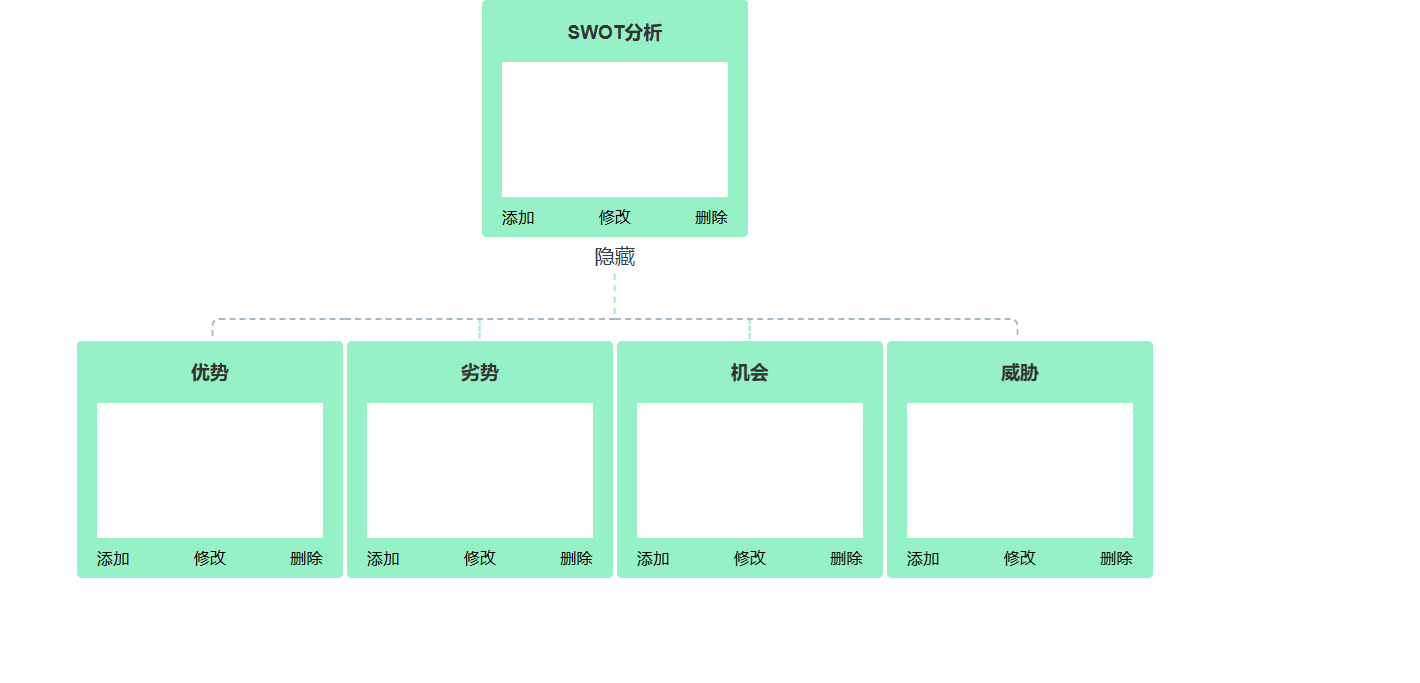 SWOT分析
添加 修改 删除
隐藏
优势 劣势 机会 威胁
添加 修改 删除 添加 修改 删除 添加 修改 删除 添加 修改 删除